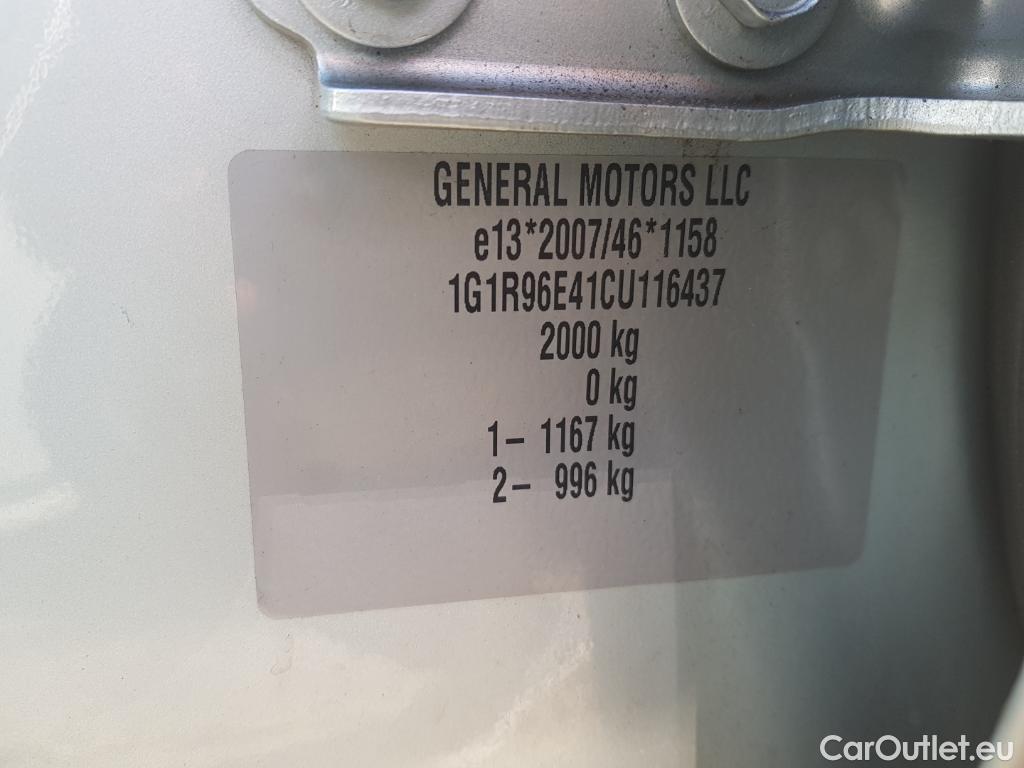 GENERAL MOTORS LLC
e13*2007/46*1158
1G1R96E41CU116437
2000 kg
0 kg
1– 1167 kg
2– 996 kg
CarOutlet.eu